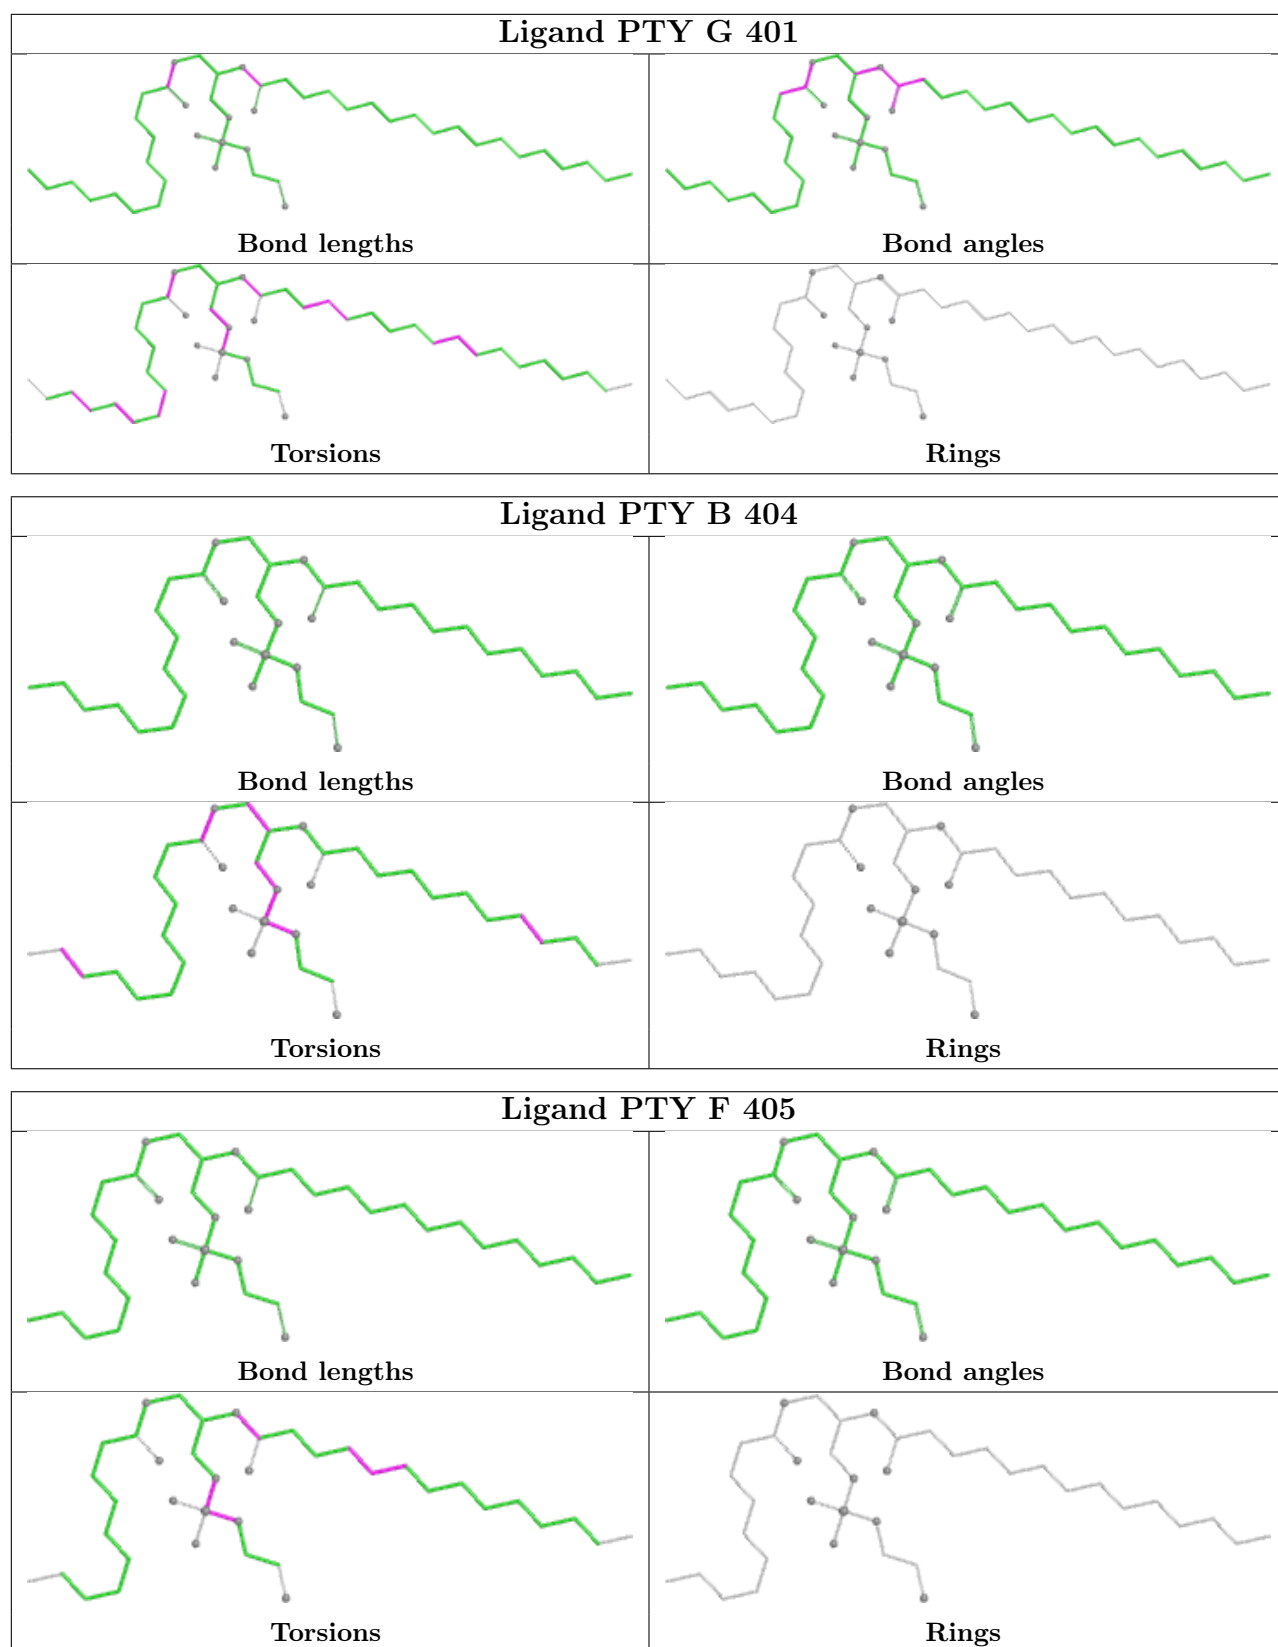 Ligand PTY G 401
Bond lengths
Bond angles
Torsions
Rings
Ligand PTY B 404
Bond lengths
Bond angles
Torsions
Rings
Ligand PTY F 405
Bond lengths
Bond angles
Torsions
Rings